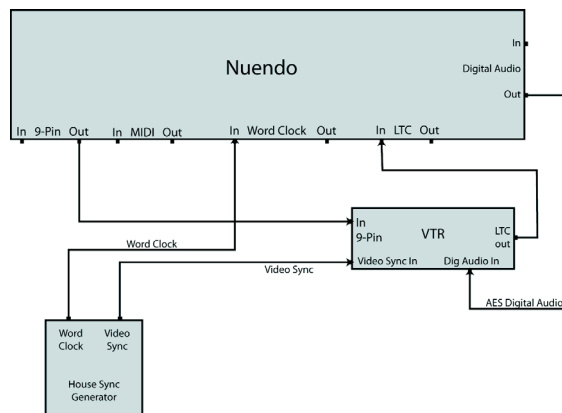 Nuendo
In
Digital Audio
Out
In 9-Pin Out In MIDI Out In Word Clock Out In LTC Out
In
9-Pin
VTR
LTC
out
Video Sync In Dig Audio In
Word Clock
Video Sync
AES Digital Audio
Word
Clock
Video
Sync
House Sync
Generator